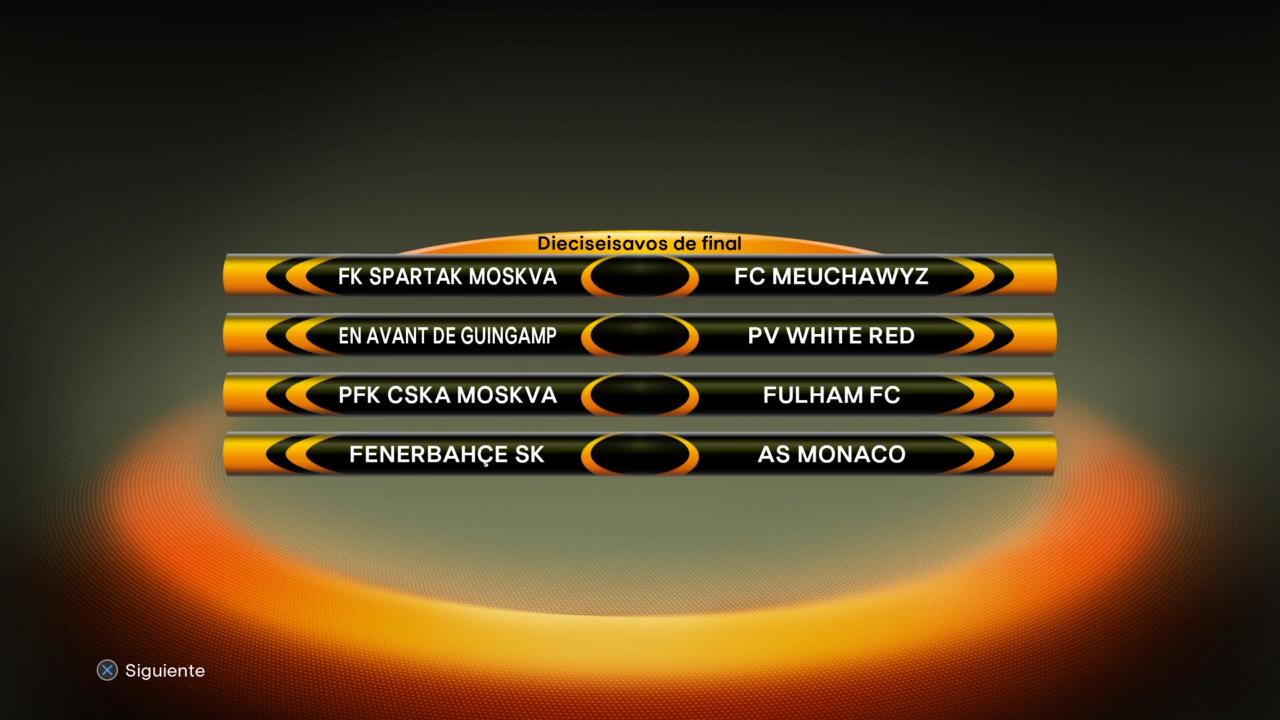 Dieciseisavos de final
FK SPARTAK MOSKVA FC MEUCHAWYZ
EN AVANT DE GUINGAMP PV WHITE RED
PFK CSKA MOSKVA FULHAM FC
FENERBAHÇE SK AS MONACO
Siguiente